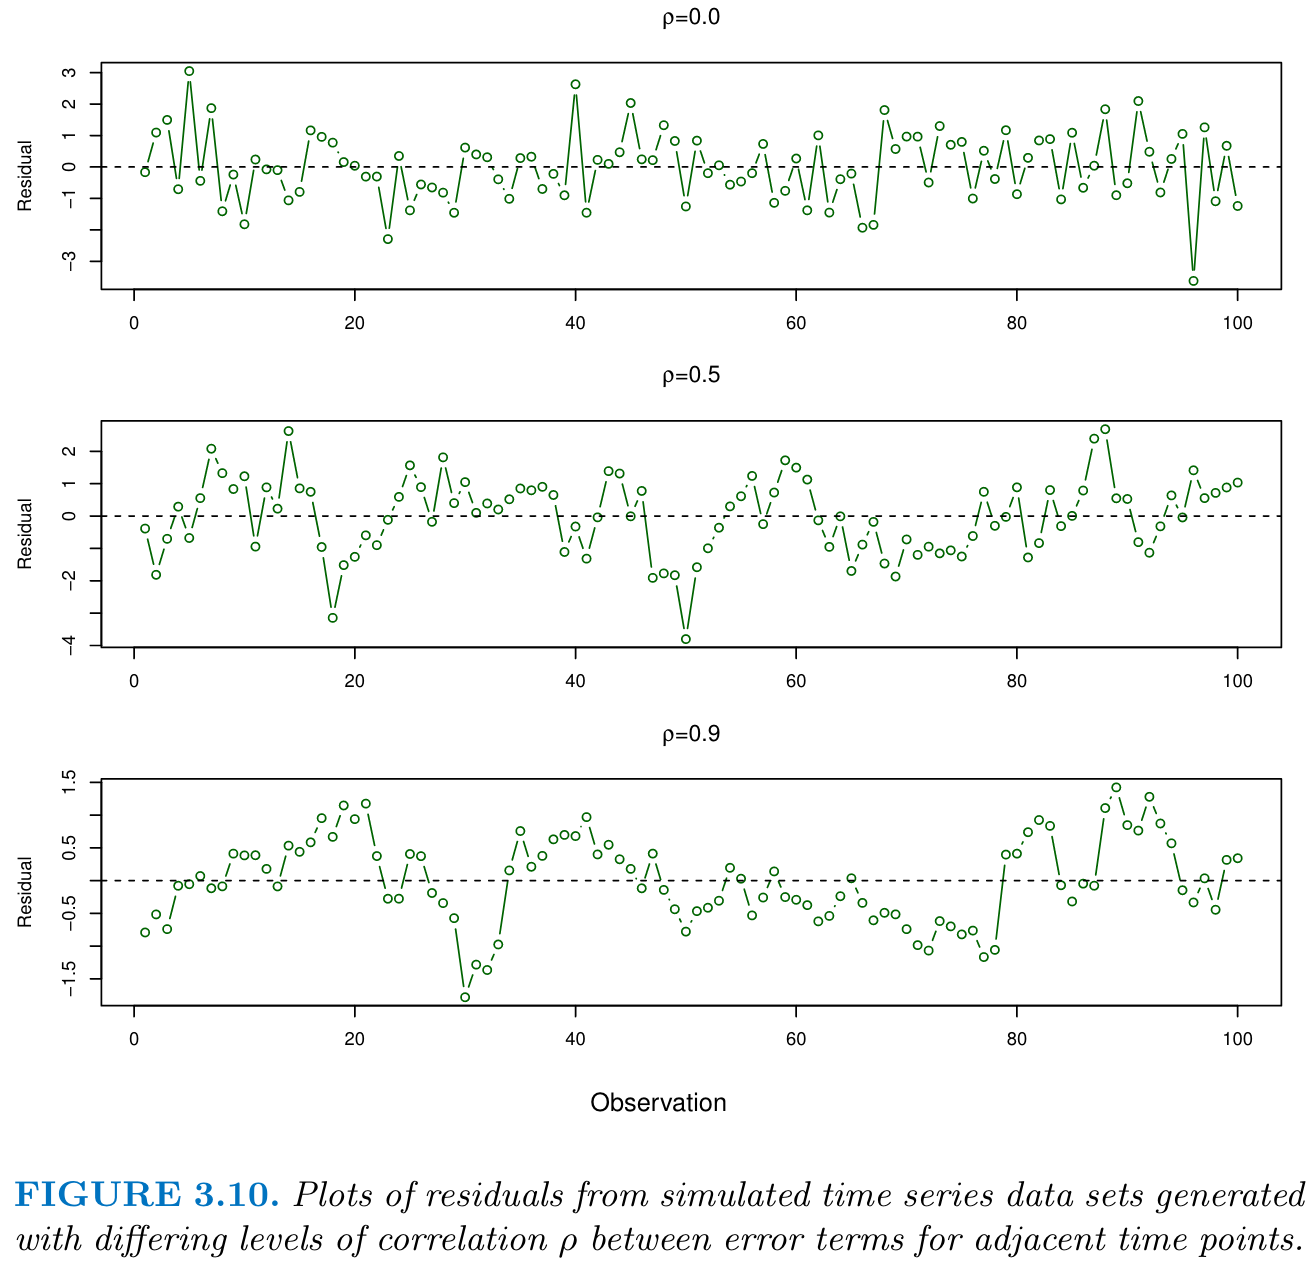 ρ=0.0
Residual
3
2
1
0
−1
−3
0 20 40 60 80 100
ρ=0.5
Residual
2
1
0
−2
−4
0 20 40 60 80 100
ρ=0.9
Residual
1.5
0.5
−0.5
−1.5
0 20 40 60 80 100
Observation
FIGURE 3.10. Plots of residuals from simulated time series data sets generated
with differing levels of correlation ρ between error terms for adjacent time points.